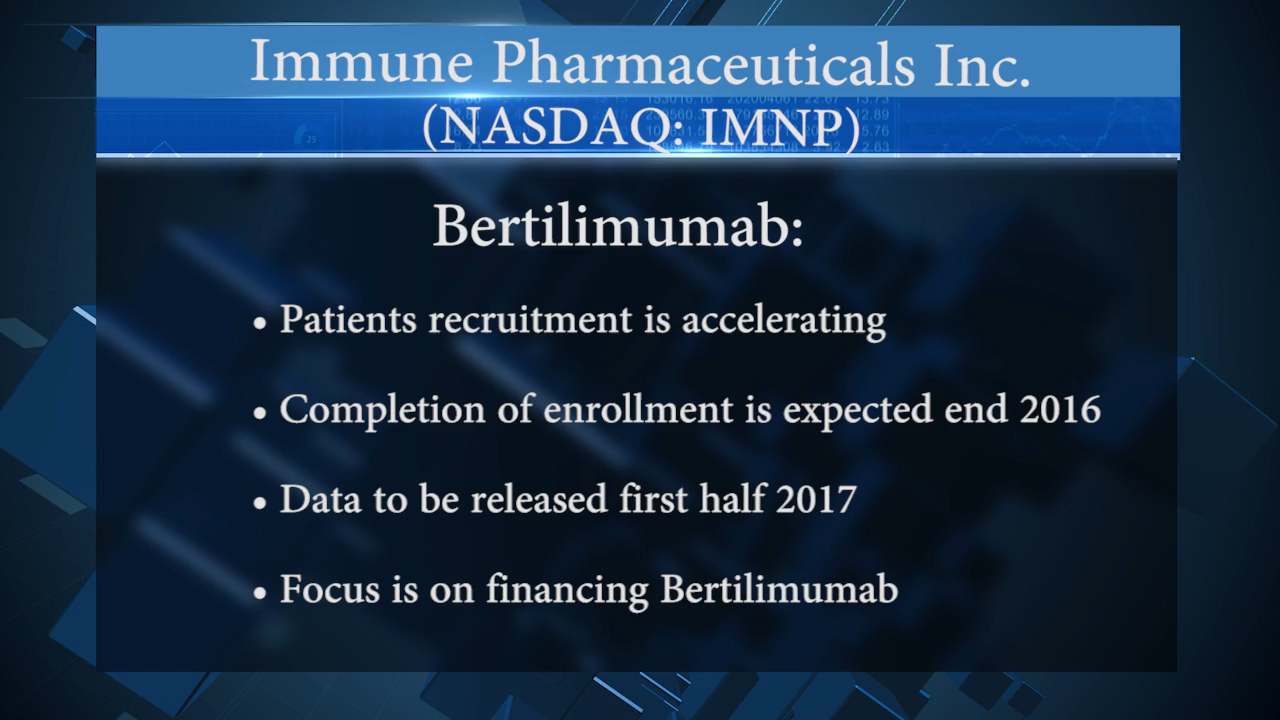 Immune Pharmaceuticals Inc.
(NASDAQ: IMNP)
Bertilimumab:
• Patients recruitment is accelerating
• Completion of enrollment is expected end 2016
• Data to be released first half 2017
• Focus is on financing Bertilimumab